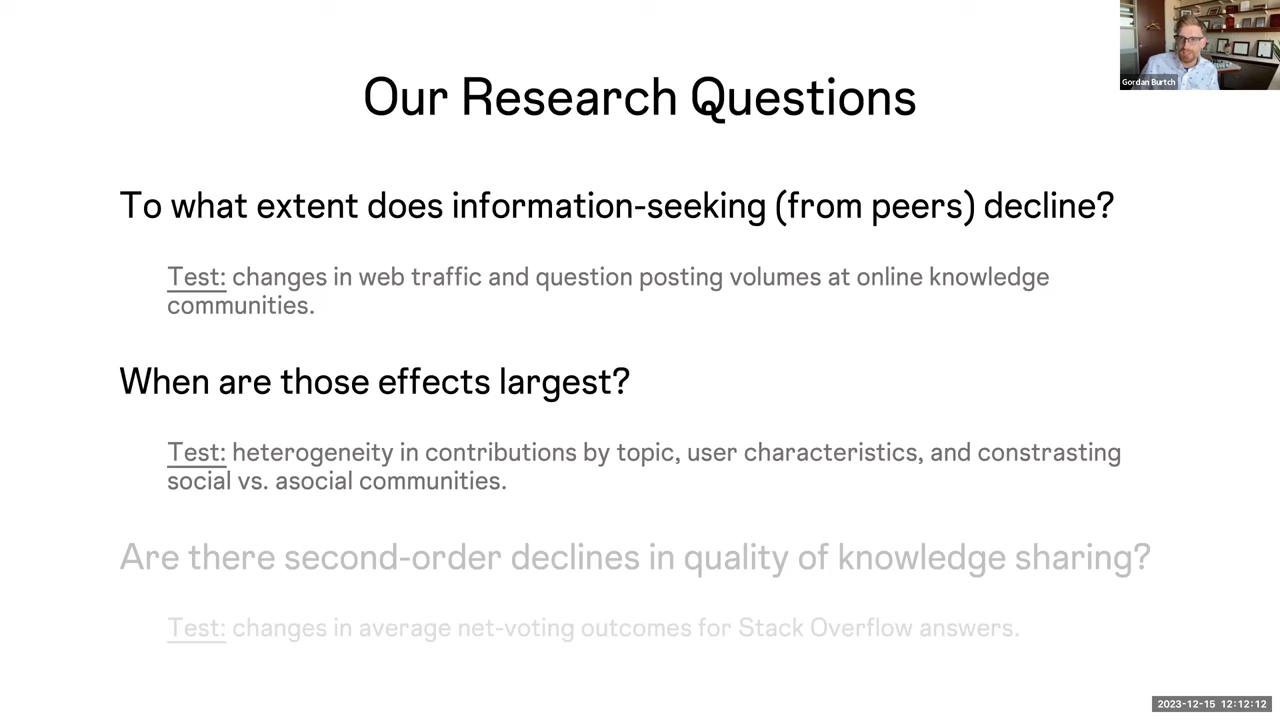 Gordan Burtch
Our Research Questions
To what extent does information-seeking (from peers) decline?
Test: changes in web traffic and question posting volumes at online knowledge
communities.
When are those effects largest?
Test: heterogeneity in contributions by topic, user characteristics, and constrasting
social vs. asocial communities.
Are there second-order declines in quality of knowledge sharing?
Test: changes in average net-voting outcomes for Stack Overflow answers.
2023-12-15 12:12:12